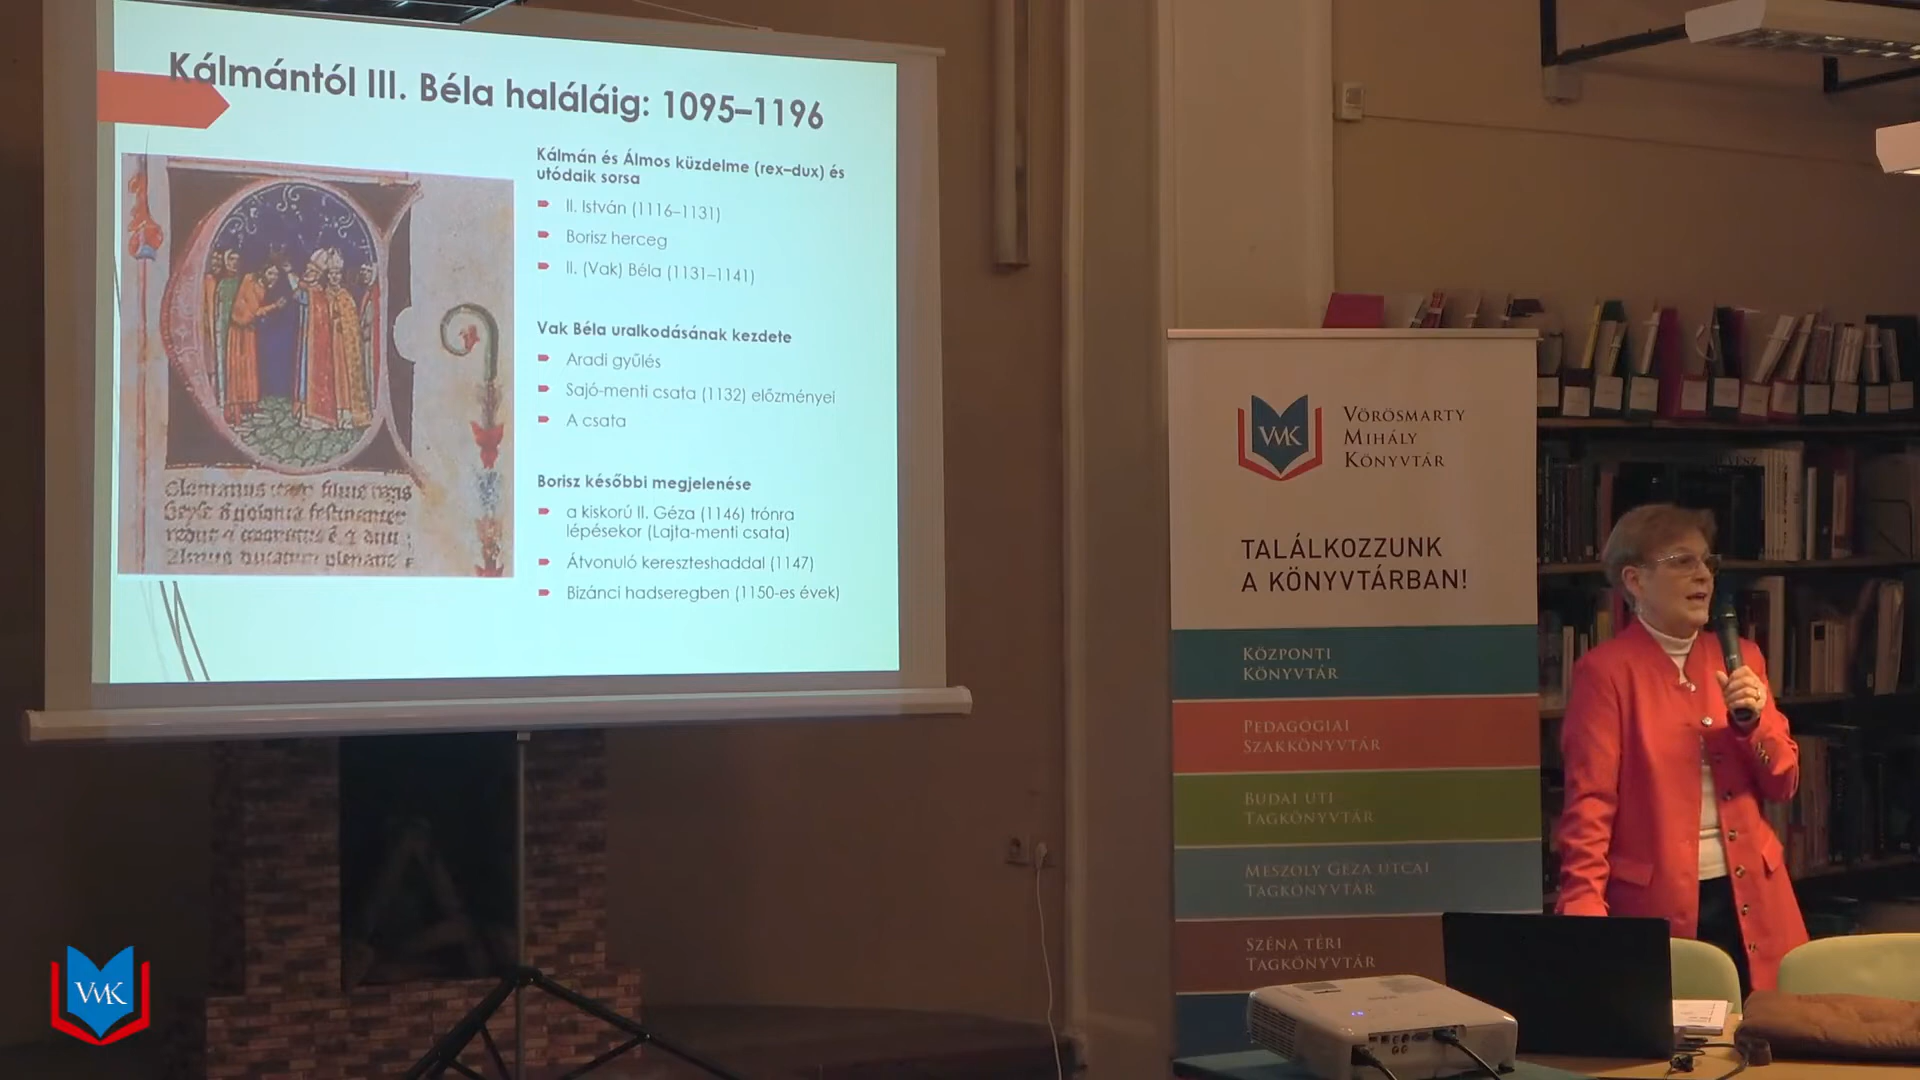 Kálmántól III. Béla haláláig: 1095–1196
Kálmán és Álmos küzdelme (rex–dux) és
utódaik sorsa
II. István (1116–1131)
Borisz herceg
II. (Vak) Béla (1131–1141)
Vak Béla uralkodásának kezdete
Aradi gyűlés
Sajó-menti csata (1132) előzményei
A csata
Borisz későbbi megjelenése
a kiskorú II. Géza (1146) trónra
lépésekor (Lajta-menti csata)
Átvonuló kereszteshaddal (1147)
Bizánci hadseregben (1150-es évek)
VMK
VÖRÖSMARTY
MIHÁLY
KÖNYVTÁR
TALÁLKOZZUNK
A KÖNYVTÁRBAN!
KÖZPONTI
KÖNYVTÁR
PEDAGÓGIAI
SZAKKÖNYVTÁR
BUDAI ÚTI
TAGKÖNYVTÁR
MÉSZÖLY GÉZA UTCAI
TAGKÖNYVTÁR
SZÉNA TÉRI
TAGKÖNYVTÁR
VMK